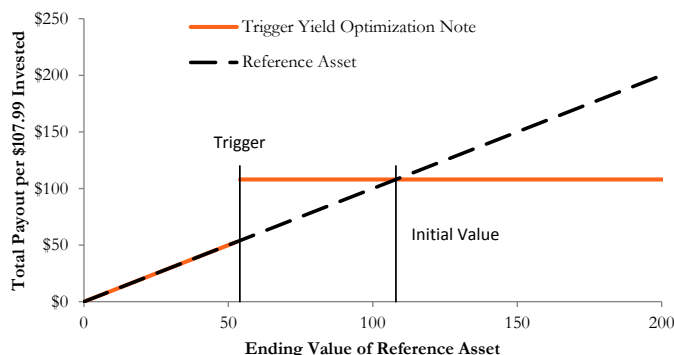 $250
$200
$150
$100
$50
$0
Total Payout per $107.99 Invested
Trigger Yield Optimization Note
Reference Asset
Trigger
Initial Value
0
50
100
150
200
Ending Value of Reference Asset